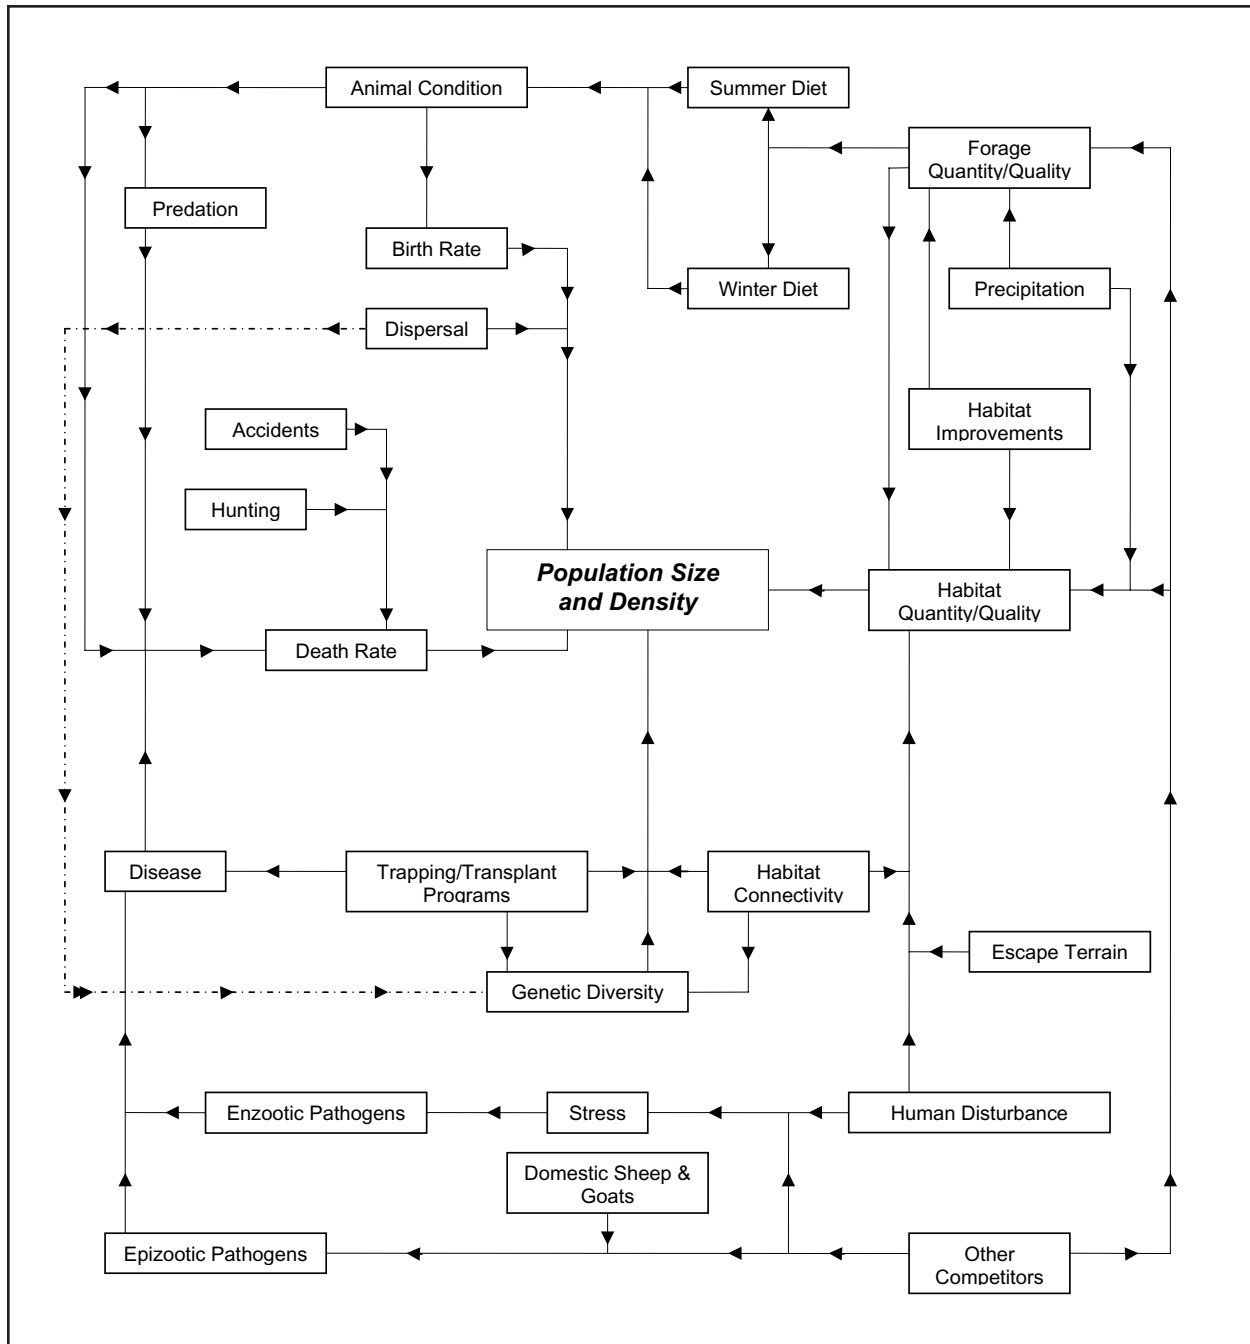 Animal Condition
Summer Diet
Forage
Quantity/Quality
Predation
Birth Rate
Winter Diet
Precipitation
Dispersal
Accidents
Habitat
Improvements
Hunting
Population Size
and Density
Habitat
Quantity/Quality
Death Rate
Disease
Trapping/Transplant
Programs
Habitat
Connectivity
Escape Terrain
Genetic Diversity
Enzootic Pathogens
Stress
Human Disturbance
Domestic Sheep &
Goats
Epizootic Pathogens
Other
Competitors